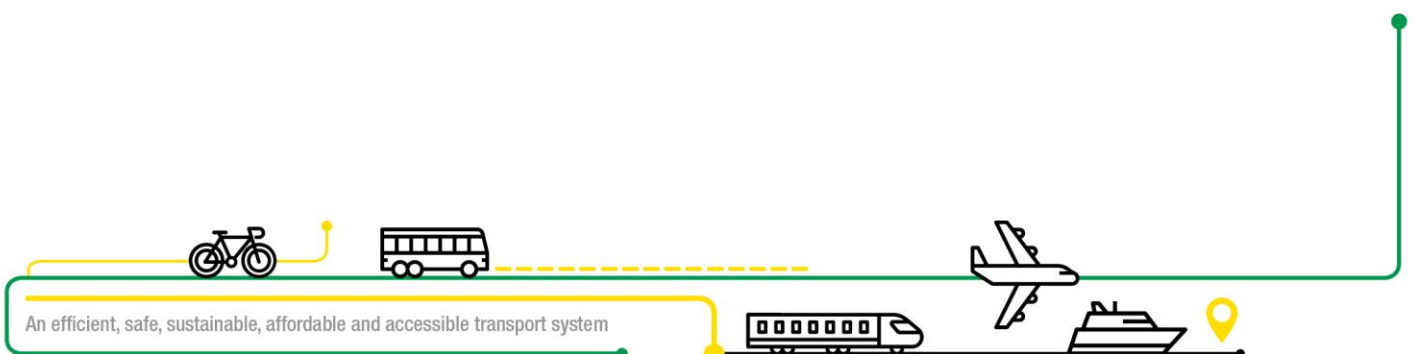 An efficient, safe, sustainable, affordable and accessible transport system